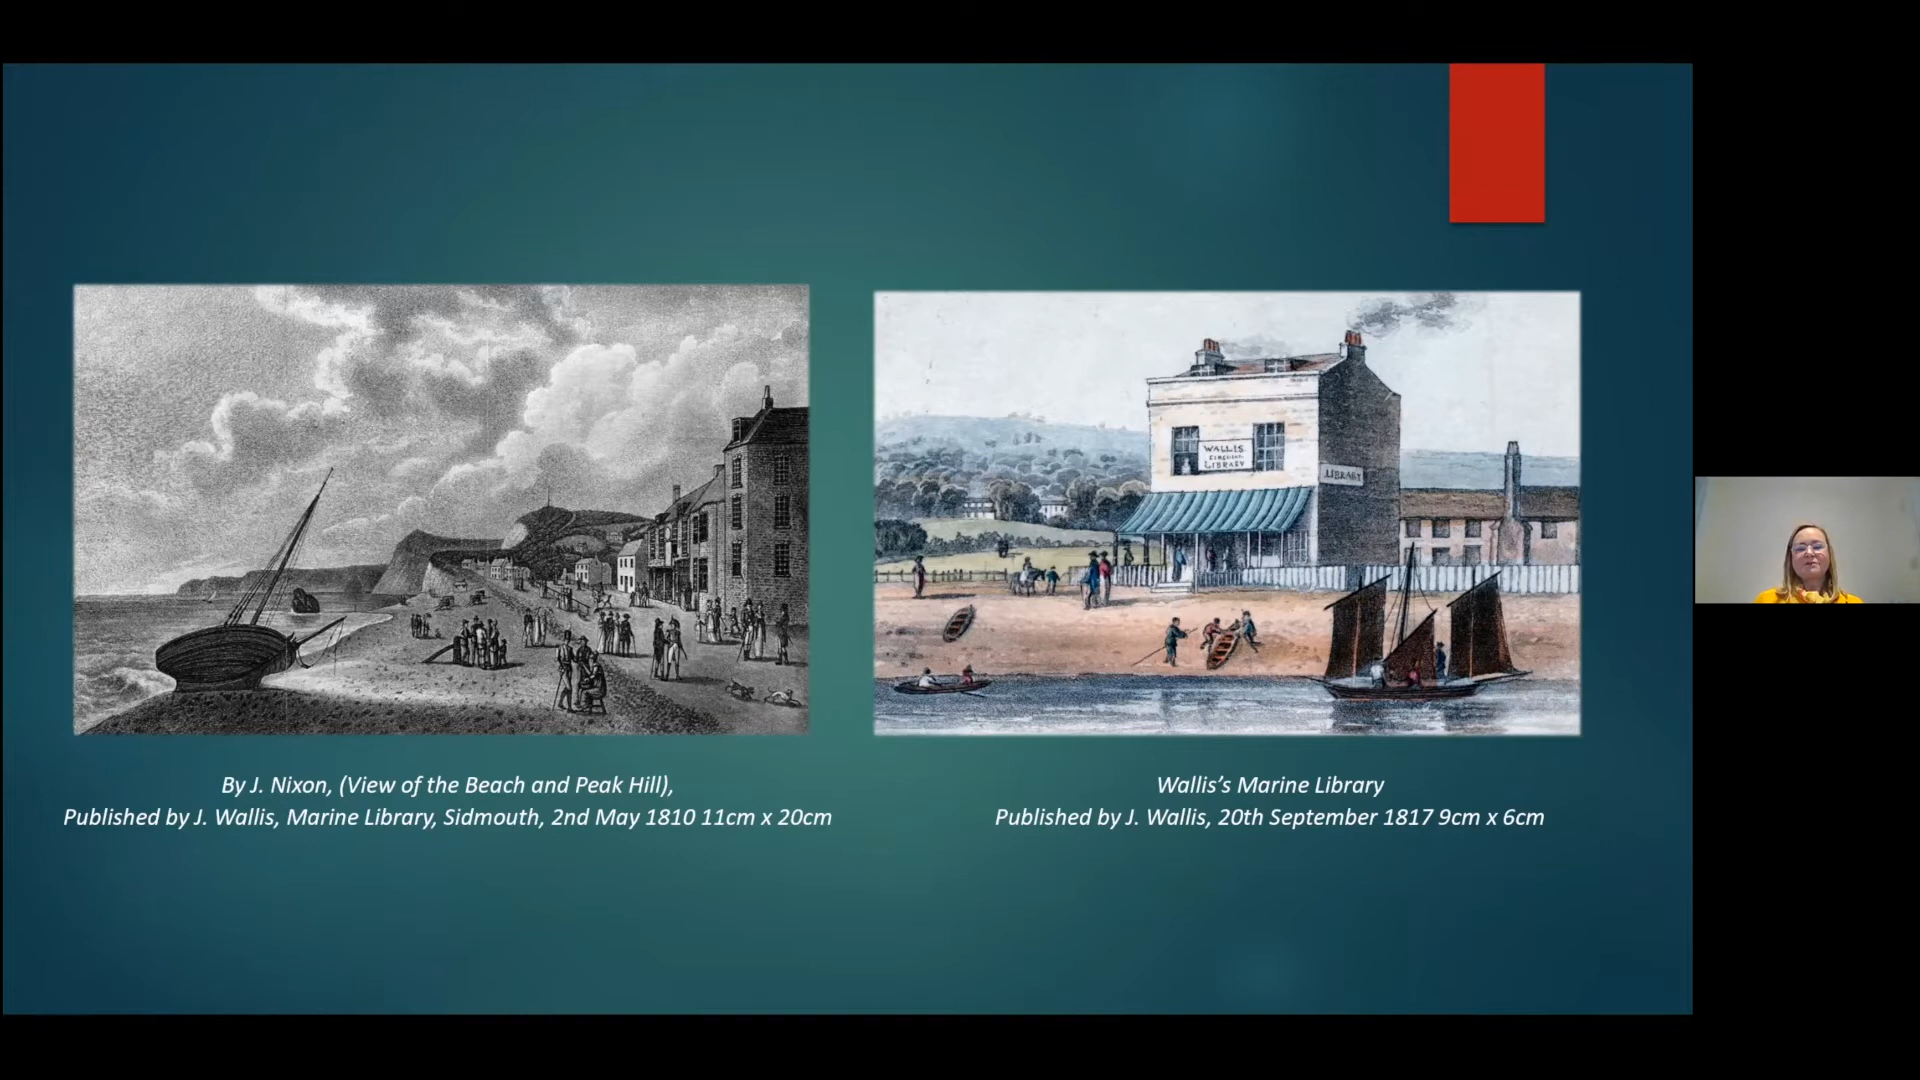 WALLIS
LIBRARY
LIBRARY
By J. Nixon, (View of the Beach and Peak Hill),
Published by J. Wallis, Marine Library, Sidmouth, 2nd May 1810 11cm x 20cm
Wallis’s Marine Library
Published by J. Wallis, 20th September 1817 9cm x 6cm